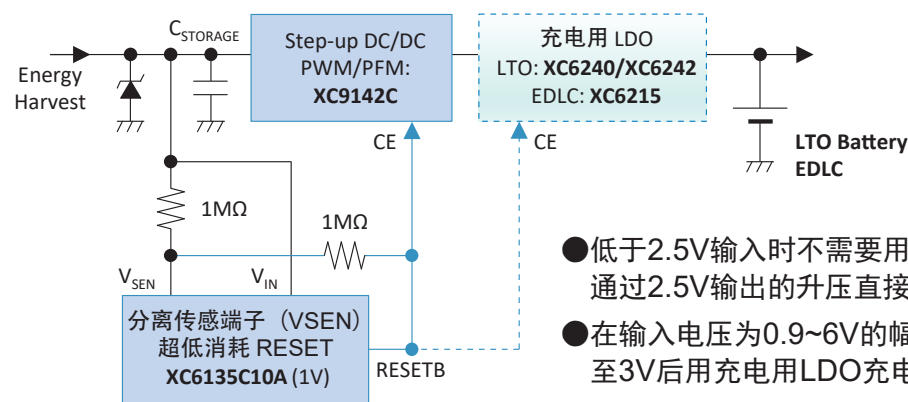 Energy
Harvest
CSTORAGE
Step-up DC/DC
PWM/PFM:
XC9142C
充电用 LDO
LTO: XC6240/XC6242
EDLC: XC6215
CE
CE
LTO Battery
EDLC
1MΩ
1MΩ
VSEN
VIN
分离传感端子（VSEN）
超低消耗 RESET
XC6135C10A (1V)
RESETB
●低于2.5V输入时不需要用
通过2.5V输出的升压直接
●在输入电压为0.9~6V的幅
至3V后用充电用LDO充电